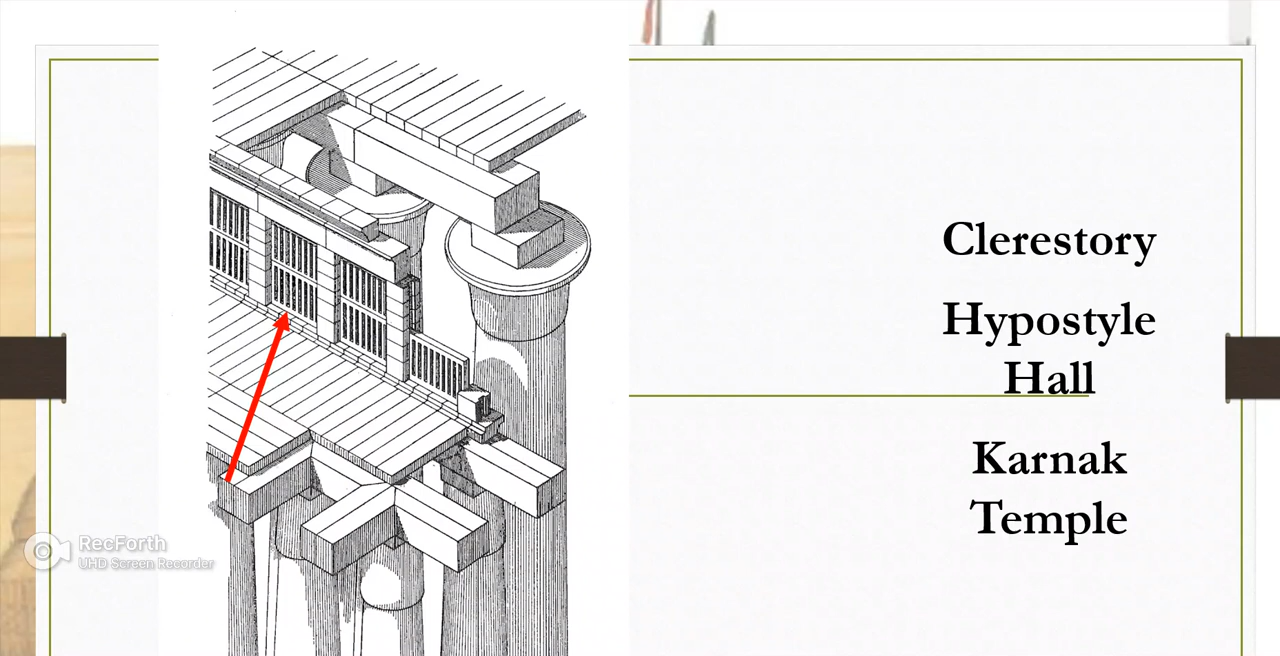 Clerestory
Hypostyle
Hall
Karnak
Temple
RecForth
UHD Screen Recorder